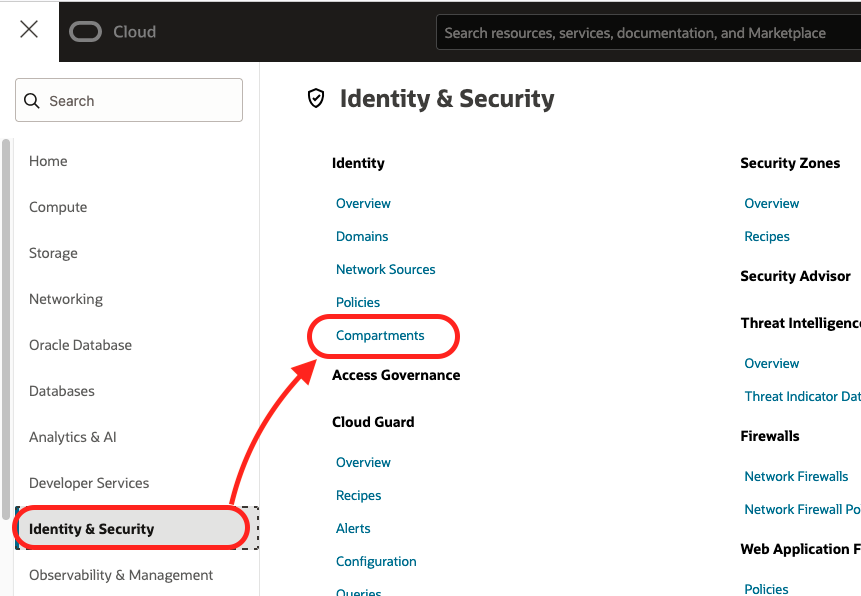 Cloud
Search resources, services, documentation, and Marketplace
Search
Home
Compute
Storage
Networking
Oracle Database
Databases
Analytics & AI
Developer Services
Identity & Security
Observability & Management
Identity & Security
Identity
Overview
Domains
Network Sources
Policies
Compartments
Access Governance
Cloud Guard
Overview
Recipes
Alerts
Configuration
Queries
Security Zones
Overview
Recipes
Security Advisor
Threat Intelligenc
Overview
Threat Indicator Dat
Firewalls
Network Firewalls
Network Firewall Po
Web Application F
Policies